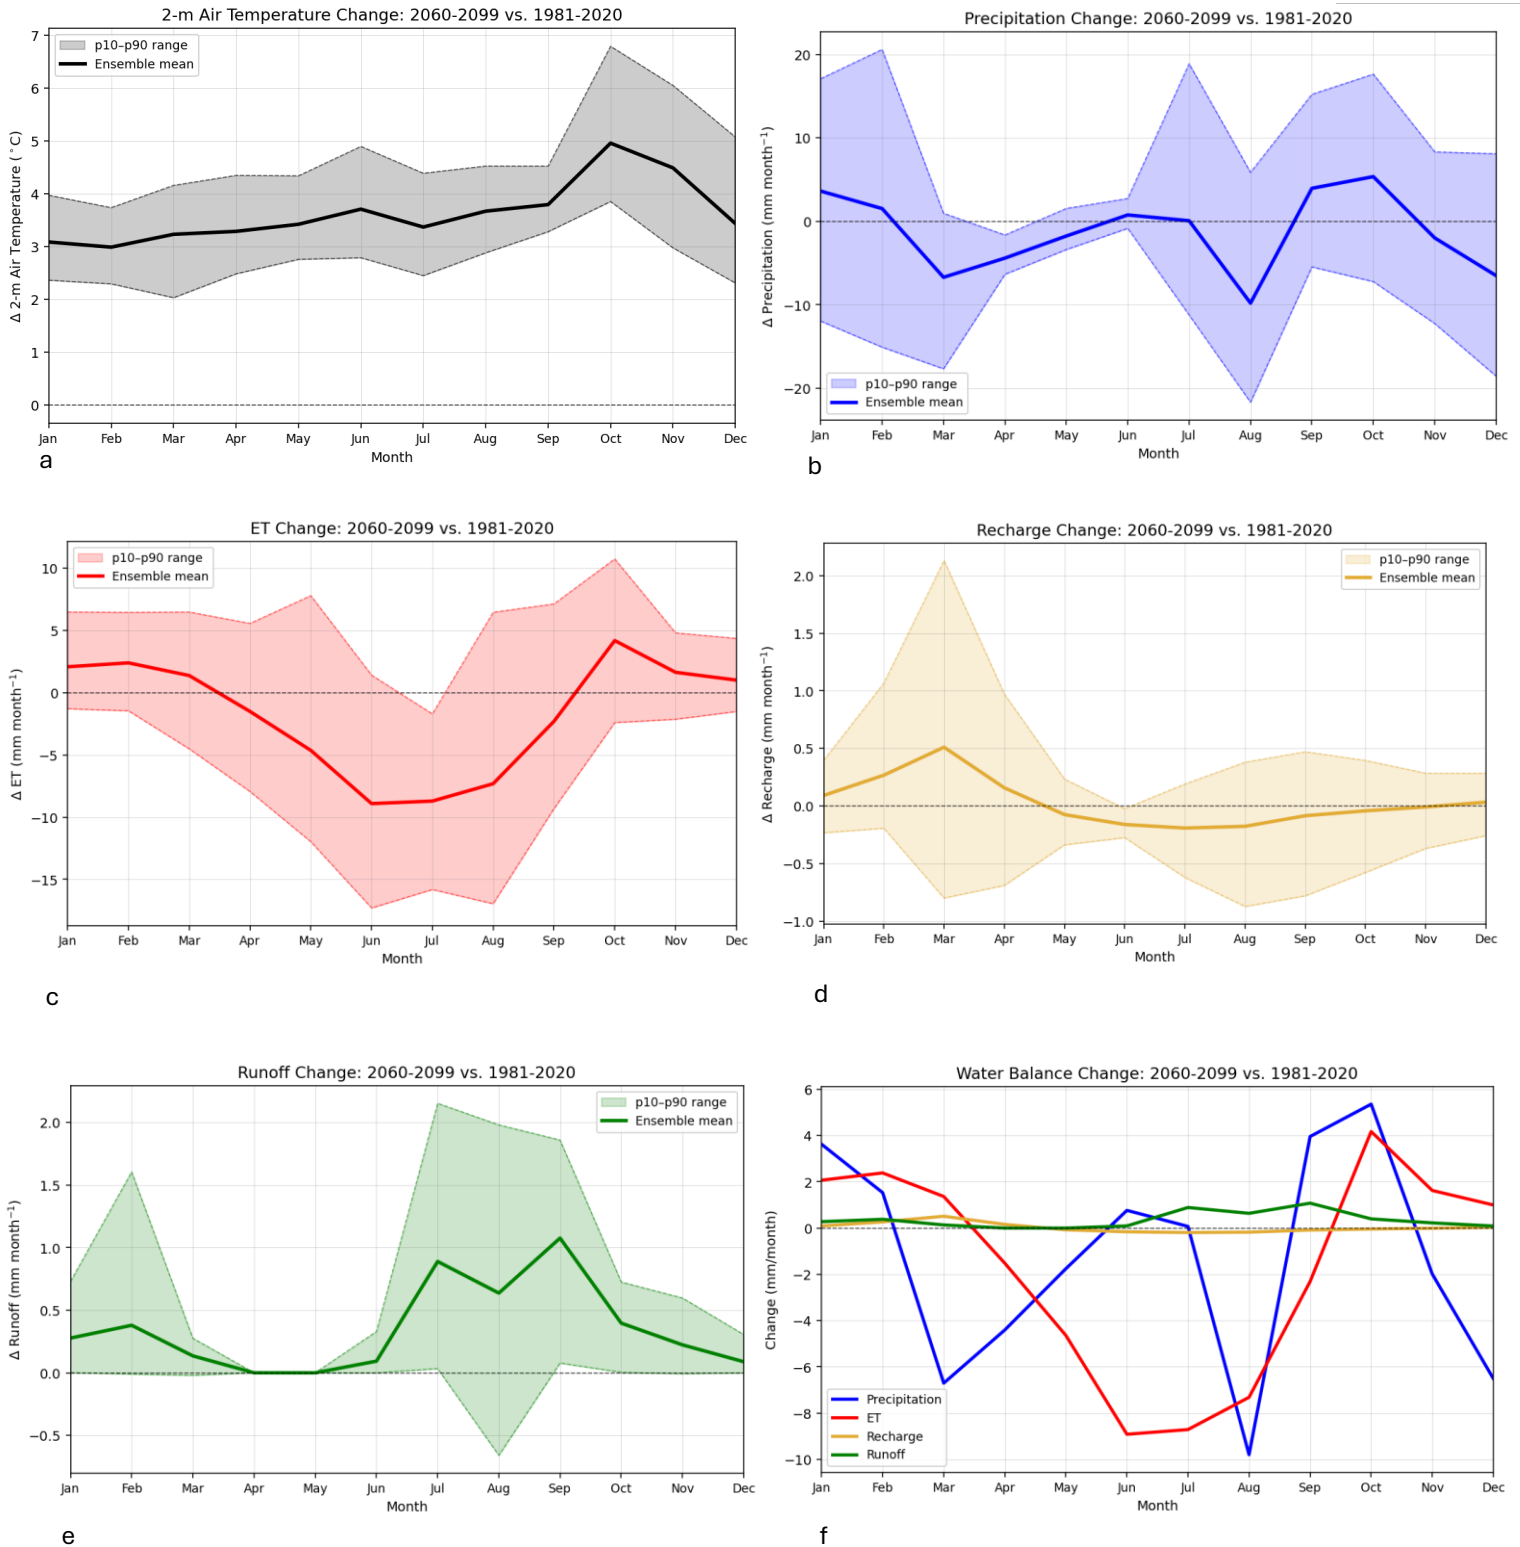 2-m Air Temperature Change: 2060-2099 vs. 1981-2020
p10–p90 range
Ensemble mean
Δ 2-m Air Temperature (°C)
7
6
5
4
3
2
1
0
Jan Feb Mar Apr May Jun Jul Aug Sep Oct Nov Dec
Month
a
Precipitation Change: 2060-2099 vs. 1981-2020
Δ Precipitation (mm month⁻¹)
20
10
0
−10
−20
p10–p90 range
Ensemble mean
Jan Feb Mar Apr May Jun Jul Aug Sep Oct Nov Dec
Month
b
ET Change: 2060-2099 vs. 1981-2020
p10–p90 range
Ensemble mean
Δ ET (mm month⁻¹)
10
5
0
−5
−10
−15
Jan Feb Mar Apr May Jun Jul Aug Sep Oct Nov Dec
Month
c
Recharge Change: 2060-2099 vs. 1981-2020
p10–p90 range
Ensemble mean
Δ Recharge (mm month⁻¹)
2.0
1.5
1.0
0.5
0.0
−0.5
−1.0
Jan Feb Mar Apr May Jun Jul Aug Sep Oct Nov Dec
Month
d
Runoff Change: 2060-2099 vs. 1981-2020
p10–p90 range
Ensemble mean
Δ Runoff (mm month⁻¹)
2.0
1.5
1.0
0.5
0.0
−0.5
Jan Feb Mar Apr May Jun Jul Aug Sep Oct Nov Dec
Month
e
Water Balance Change: 2060-2099 vs. 1981-2020
Change (mm/month)
6
4
2
0
−2
−4
−6
−8
−10
Precipitation
ET
Recharge
Runoff
Jan Feb Mar Apr May Jun Jul Aug Sep Oct Nov Dec
Month
f